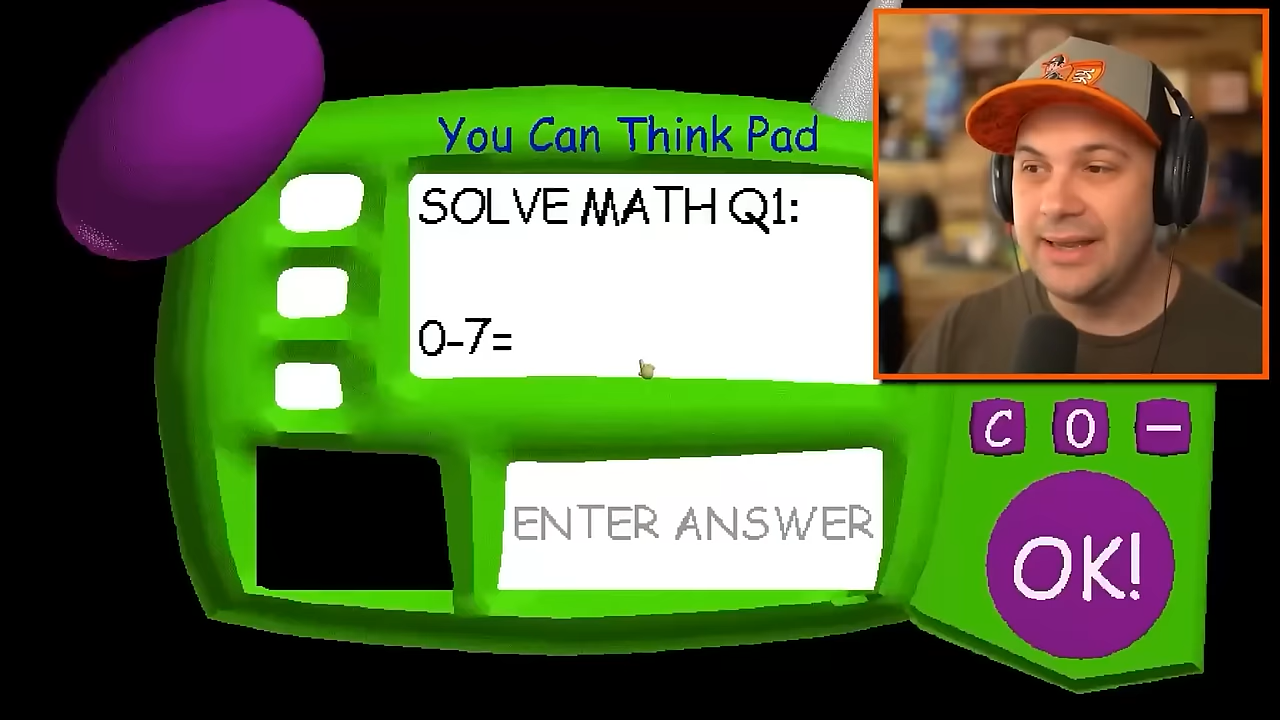 You Can Think Pad
SOLVE MATH Q1:
0-7=
C 0 –
ENTER ANSWER
OK!